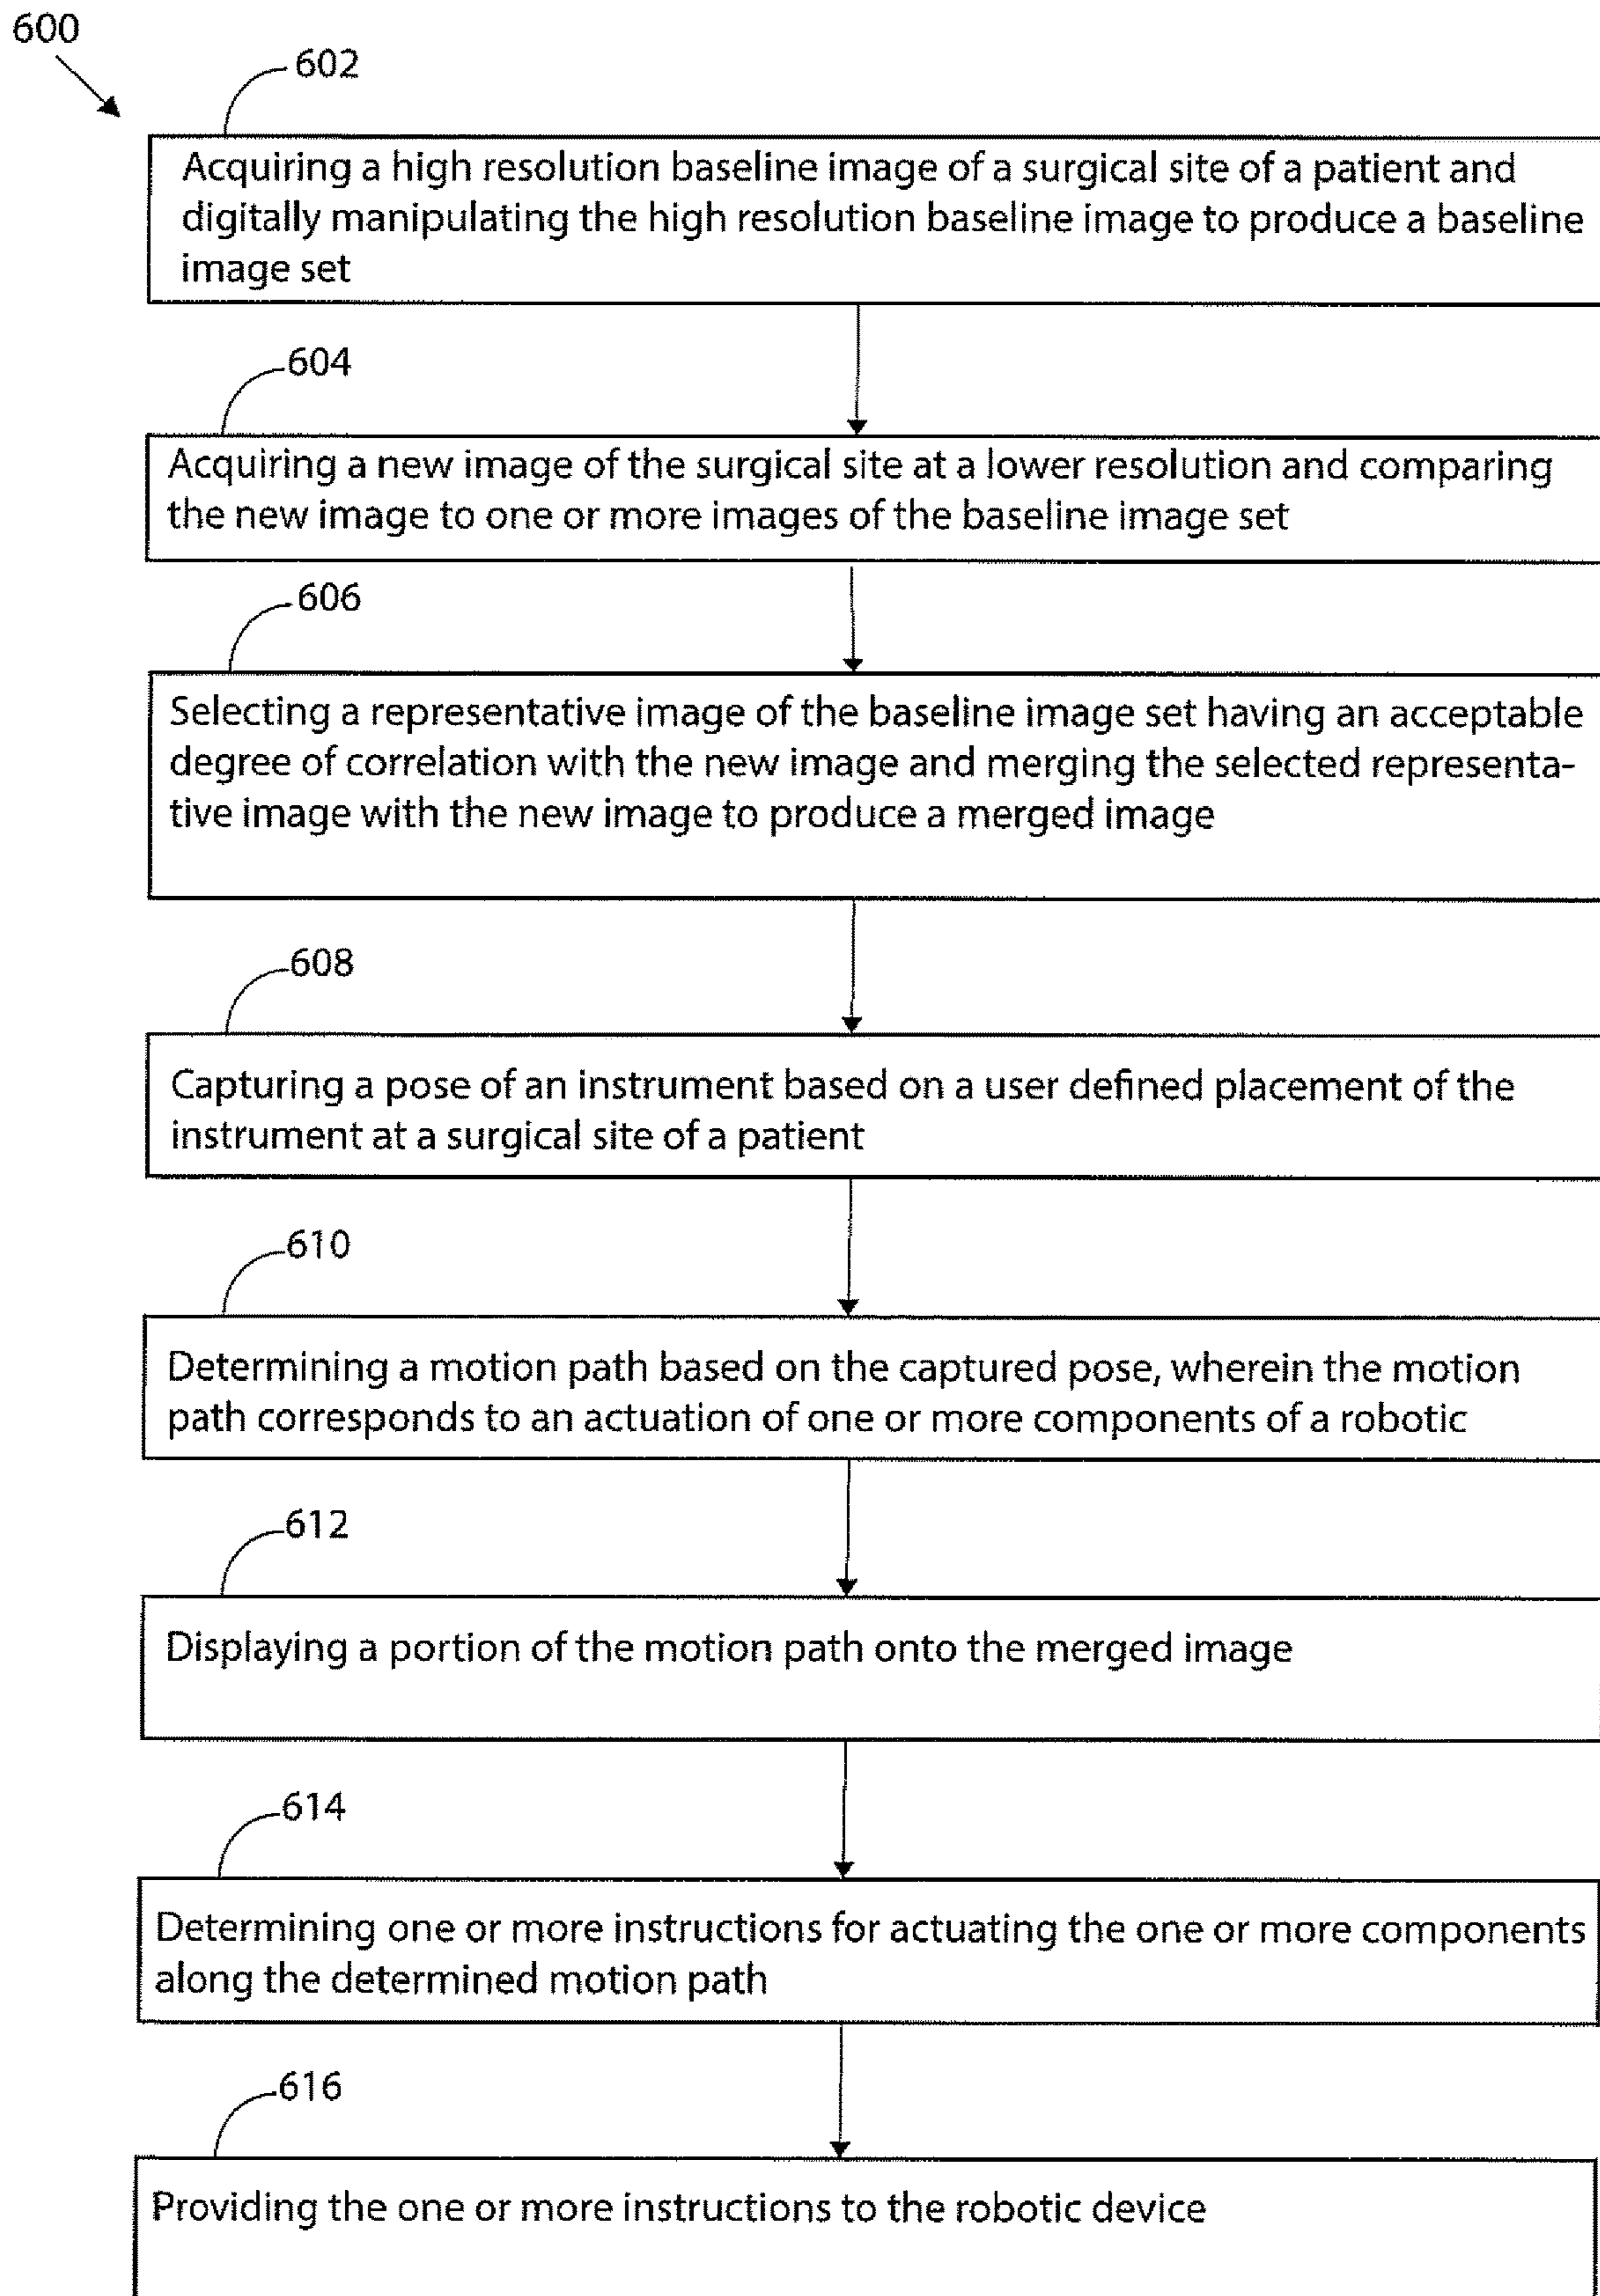 600
602
Acquiring a high resolution baseline image of a surgical site of a patient and
digitally manipulating the high resolution baseline image to produce a baseline
image set
604
Acquiring a new image of the surgical site at a lower resolution and comparing
the new image to one or more images of the baseline image set
606
Selecting a representative image of the baseline image set having an acceptable
degree of correlation with the new image and merging the selected representa-
tive image with the new image to produce a merged image
608
Capturing a pose of an instrument based on a user defined placement of the
instrument at a surgical site of a patient
610
Determining a motion path based on the captured pose, wherein the motion
path corresponds to an actuation of one or more components of a robotic
612
Displaying a portion of the motion path onto the merged image
614
Determining one or more instructions for actuating the one or more components
along the determined motion path
616
Providing the one or more instructions to the robotic device